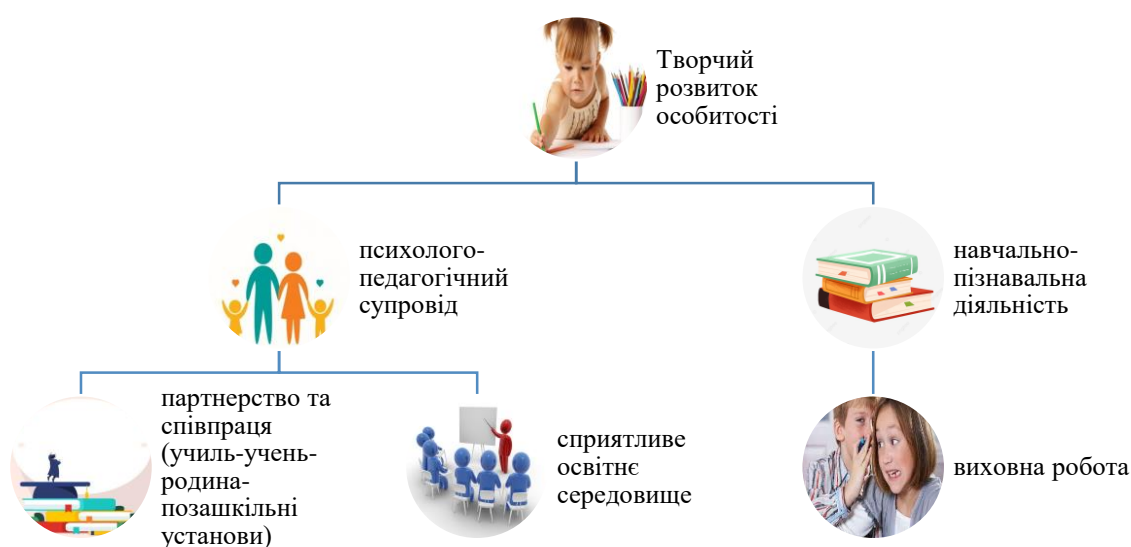 Творчий
розвиток
особитості
психолого-
педагогічний
супровід
навчально-
пізнавальна
діяльність
партнерство та
співпраця
(училь-учень-
родина-
позашкільні
установи)
сприятливе
освітнє
середовище
виховна робота